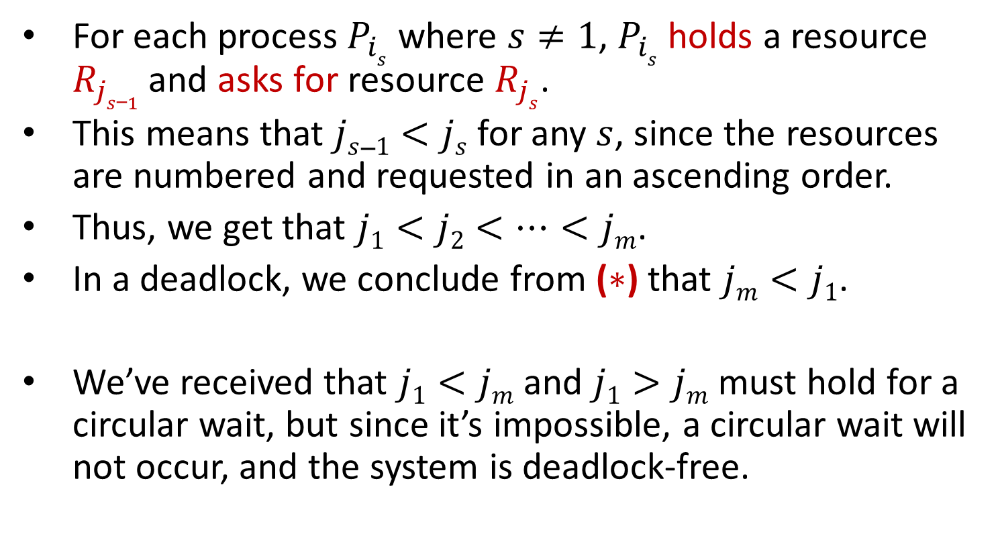 • For each process $P_{i_s}$ where $s \neq 1$, $P_{i_s}$ holds a resource
$R_{j_{s-1}}$ and asks for resource $R_{j_s}$.
• This means that $j_{s-1} < j_s$ for any $s$, since the resources
are numbered and requested in an ascending order.
• Thus, we get that $j_1 < j_2 < \cdots < j_m$.
• In a deadlock, we conclude from (∗) that $j_m < j_1$.
• We’ve received that $j_1 < j_m$ and $j_1 > j_m$ must hold for a
circular wait, but since it’s impossible, a circular wait will
not occur, and the system is deadlock-free.